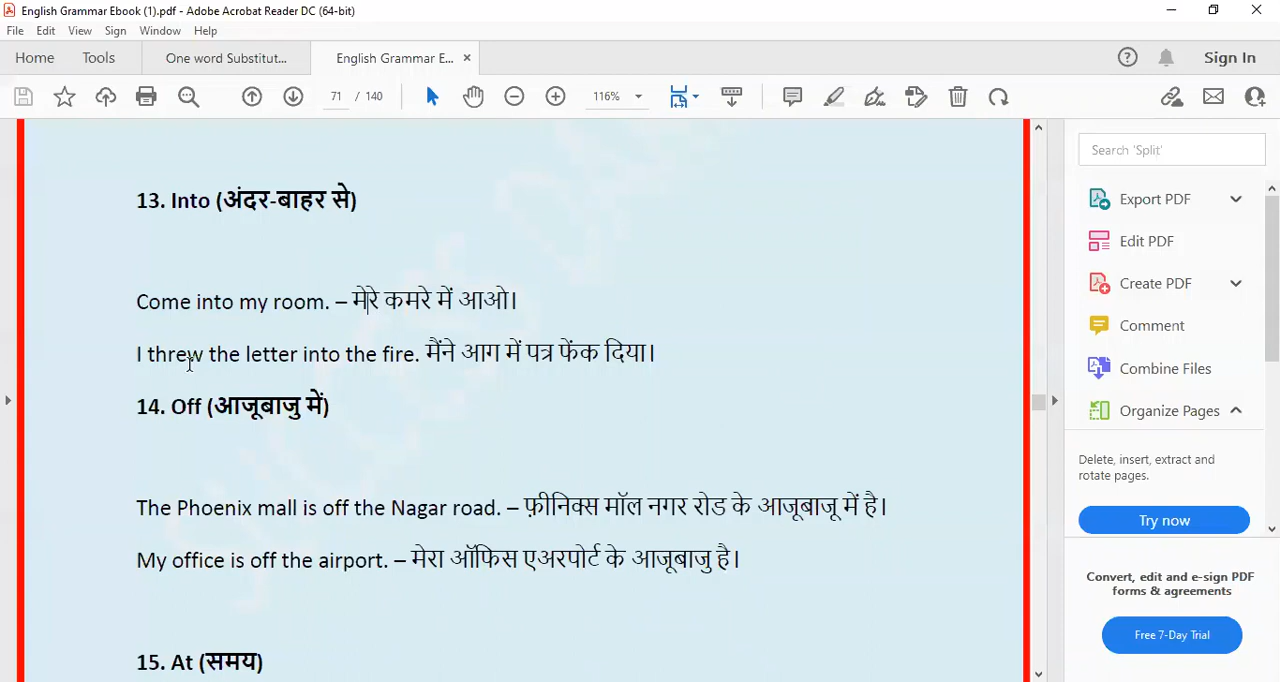 English Grammar Ebook (1).pdf - Adobe Acrobat Reader DC (64-bit)
File Edit View Sign Window Help
Home Tools One word Substitut... English Grammar E... × Sign In
71 / 140 116%
Search 'Split'
13. Into (अंदर-बाहर से)
Export PDF
Edit PDF
Come into my room. – मेरे कमरे में आओ।
Create PDF
Comment
I threw the letter into the fire. मैंने आग में पत्र फेंक दिया।
Combine Files
14. Off (आजूबाजु में)
Organize Pages
Delete, insert, extract and
rotate pages.
The Phoenix mall is off the Nagar road. – फ़ीनिक्स मॉल नगर रोड के आजूबाजू में है।
Try now
My office is off the airport. – मेरा ऑफिस एअरपोर्ट के आजूबाजु है।
Convert, edit and e-sign PDF
forms & agreements
Free 7-Day Trial
15. At (समय)